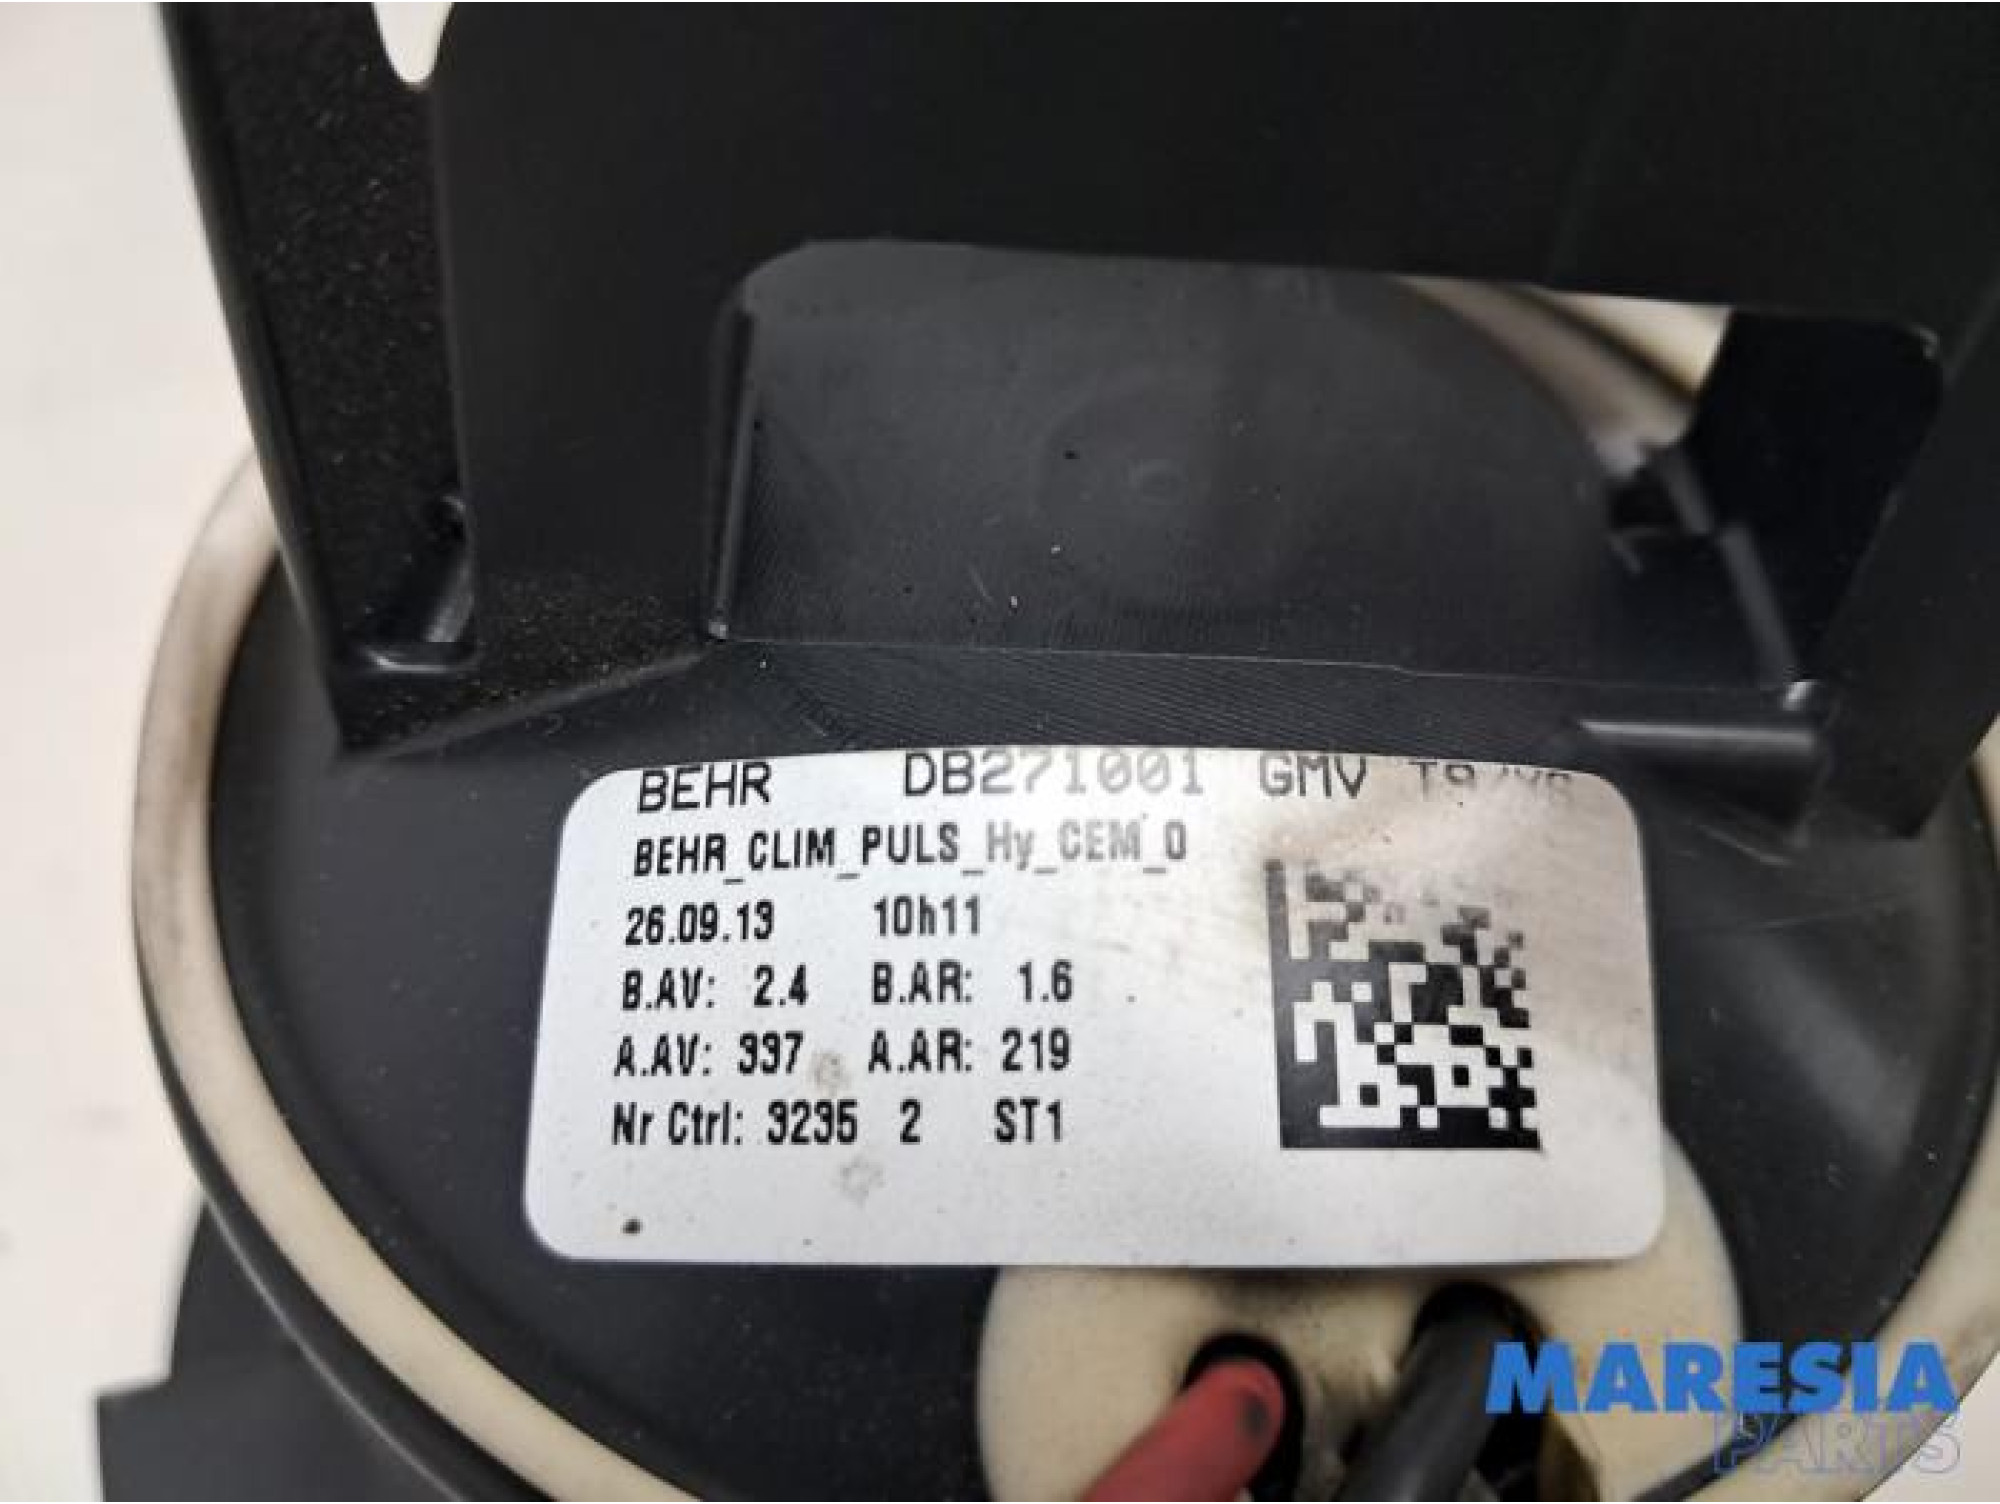 BEHR DB271001 GMV
BEHR_CLIM_PULS_Hy_CEM_0
26.09.13 10h11
B.AV: 2.4 B.AR: 1.6
A.AV: 337 A.AR: 219
Nr Ctrl: 3235 2 ST1
MARESIA
PARTS